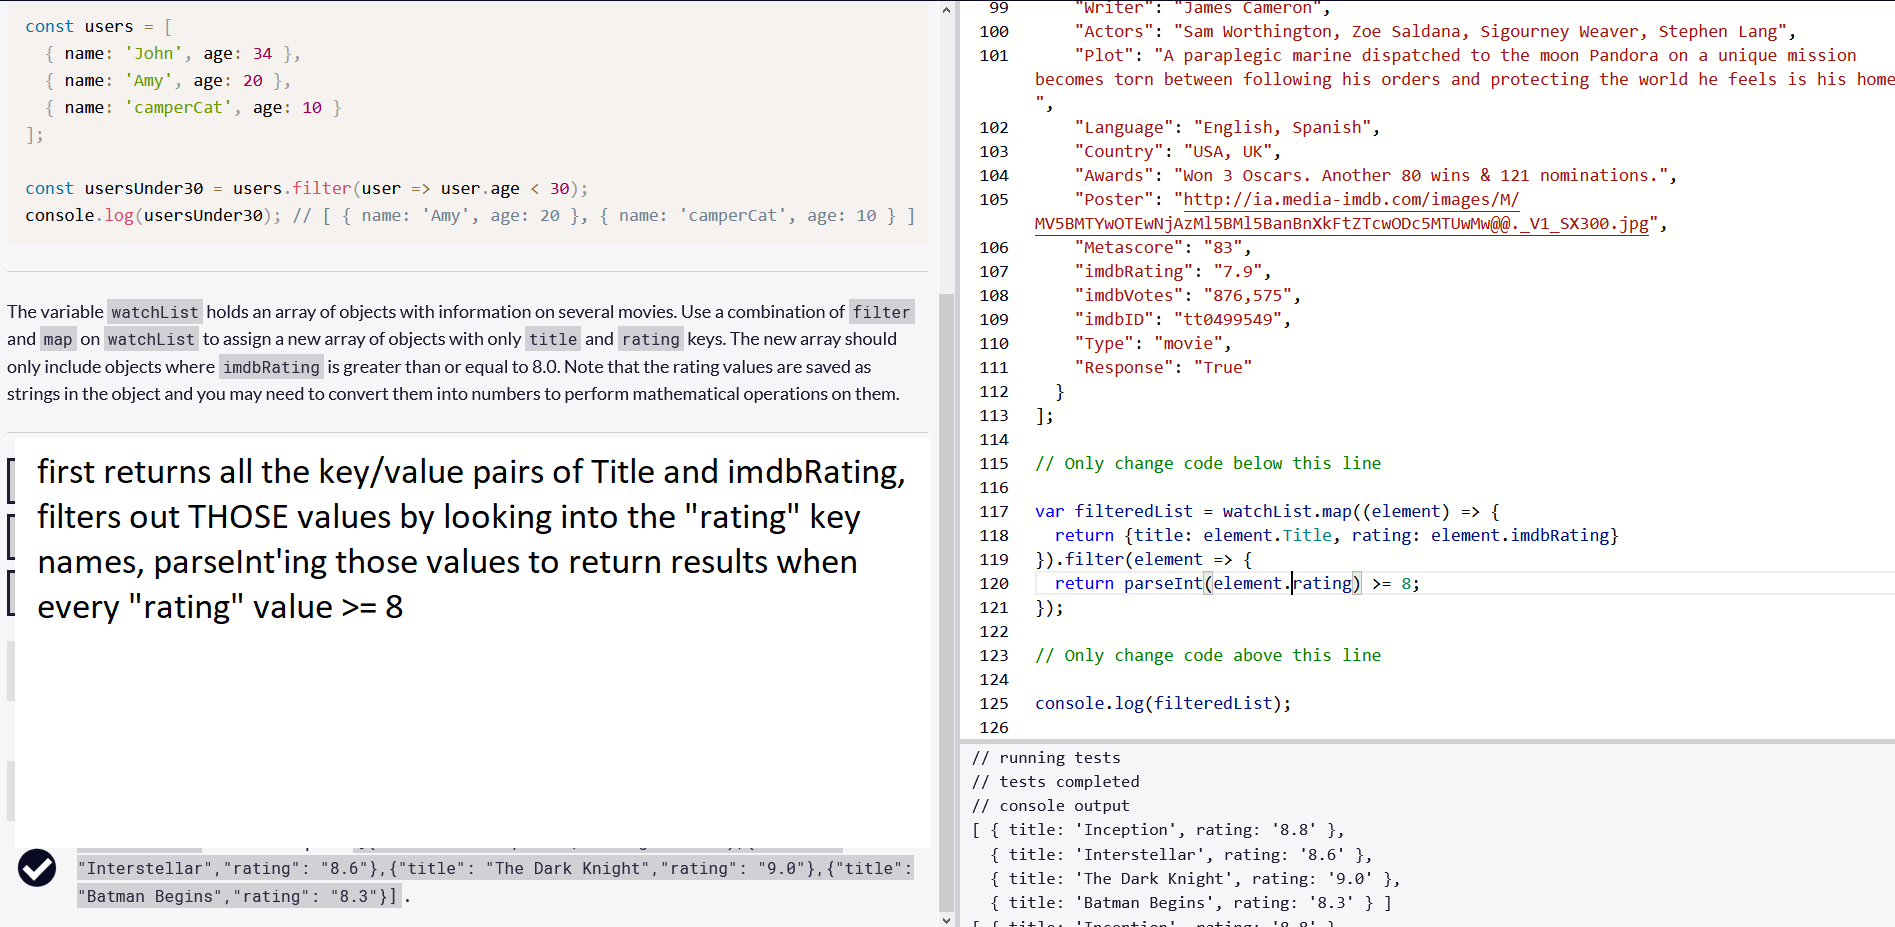 const users = [
{ name: 'John', age: 34 },
{ name: 'Amy', age: 20 },
{ name: 'camperCat', age: 10 }
];
const usersUnder30 = users.filter(user => user.age < 30);
console.log(usersUnder30); // [ { name: 'Amy', age: 20 }, { name: 'camperCat', age: 10 } ]
The variable watchList holds an array of objects with information on several movies. Use a combination of filter
and map on watchList to assign a new array of objects with only title and rating keys. The new array should
only include objects where imdbRating is greater than or equal to 8.0. Note that the rating values are saved as
strings in the object and you may need to convert them into numbers to perform mathematical operations on them.
first returns all the key/value pairs of Title and imdbRating,
filters out THOSE values by looking into the "rating" key
names, parseInt'ing those values to return results when
every "rating" value >= 8
"Interstellar","rating": "8.6"},{"title": "The Dark Knight","rating": "9.0"},{"title":
"Batman Begins","rating": "8.3"}].
99 "Writer": "James Cameron",
100 "Actors": "Sam Worthington, Zoe Saldana, Sigourney Weaver, Stephen Lang",
101 "Plot": "A paraplegic marine dispatched to the moon Pandora on a unique mission
becomes torn between following his orders and protecting the world he feels is his home
",
102 "Language": "English, Spanish",
103 "Country": "USA, UK",
104 "Awards": "Won 3 Oscars. Another 80 wins & 121 nominations.",
105 "Poster": "http://ia.media-imdb.com/images/M/
MV5BMTYwOTEwNjAzMl5BMl5BanBnXkFtZTcwODc5MTUwMw@@._V1_SX300.jpg",
106 "Metascore": "83",
107 "imdbRating": "7.9",
108 "imdbVotes": "876,575",
109 "imdbID": "tt0499549",
110 "Type": "movie",
111 "Response": "True"
112 }
113 ];
114
115 // Only change code below this line
116
117 var filteredList = watchList.map((element) => {
118 return {title: element.Title, rating: element.imdbRating}
119 }).filter(element => {
120 return parseInt(element.rating) >= 8;
121 });
122
123 // Only change code above this line
124
125 console.log(filteredList);
126
// running tests
// tests completed
// console output
[ { title: 'Inception', rating: '8.8' },
{ title: 'Interstellar', rating: '8.6' },
{ title: 'The Dark Knight', rating: '9.0' },
{ title: 'Batman Begins', rating: '8.3' } ]
[ { title: 'Inception', rating: '8.8' },